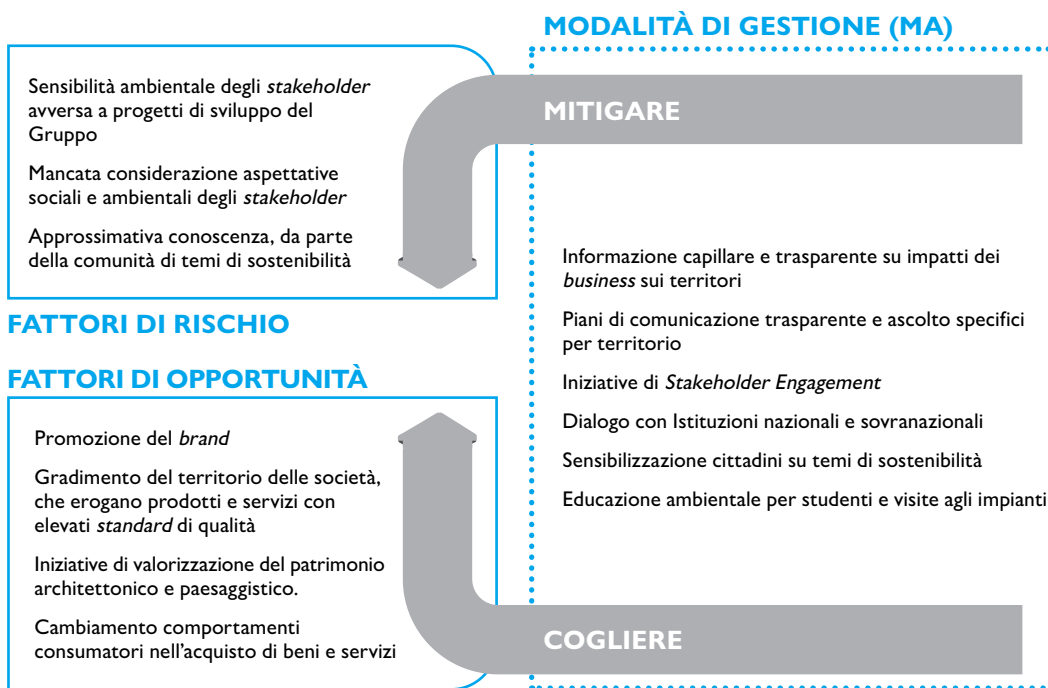 MODALITÀ DI GESTIONE (MA)
Sensibilità ambientale degli stakeholder
avversa a progetti di sviluppo del
Gruppo
Mancata considerazione aspettative
sociali e ambientali degli stakeholder
Approssimativa conoscenza, da parte
della comunità di temi di sostenibilità
FATTORI DI RISCHIO
FATTORI DI OPPORTUNITÀ
Promozione del brand
Gradimento del territorio delle società,
che erogano prodotti e servizi con
elevati standard di qualità
Iniziative di valorizzazione del patrimonio
architettonico e paesaggistico.
Cambiamento comportamenti
consumatori nell'acquisto di beni e servizi
MITIGARE
Informazione capillare e trasparente su impatti dei
business sui territori
Piani di comunicazione trasparente e ascolto specifici
per territorio
Iniziative di Stakeholder Engagement
Dialogo con Istituzioni nazionali e sovranazionali
Sensibilizzazione cittadini su temi di sostenibilità
Educazione ambientale per studenti e visite agli impianti
COGLIERE